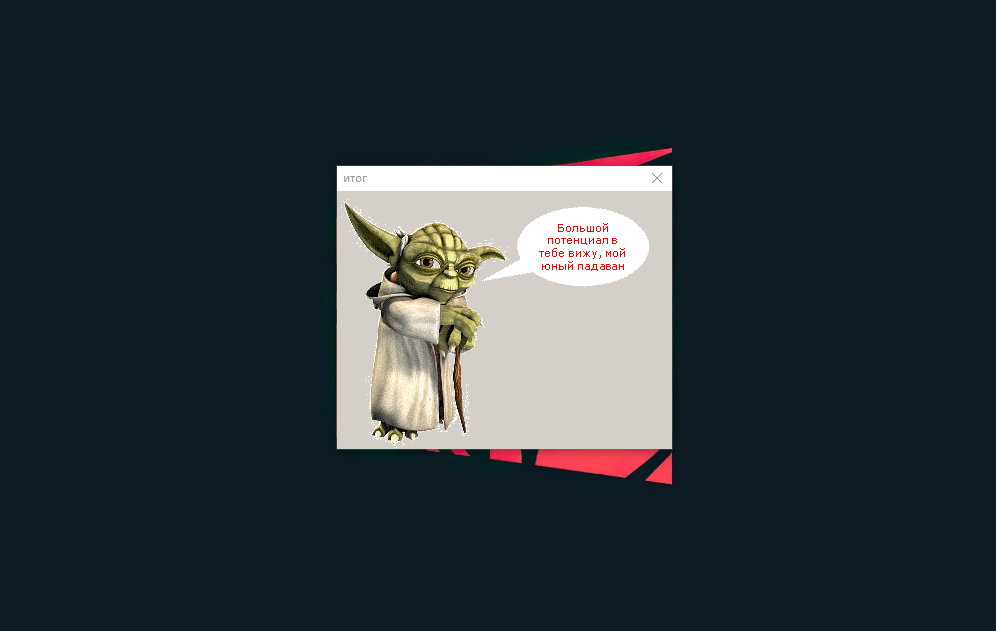 итог
Большой
потенциал в
тебе вижу, мой
юный падаван